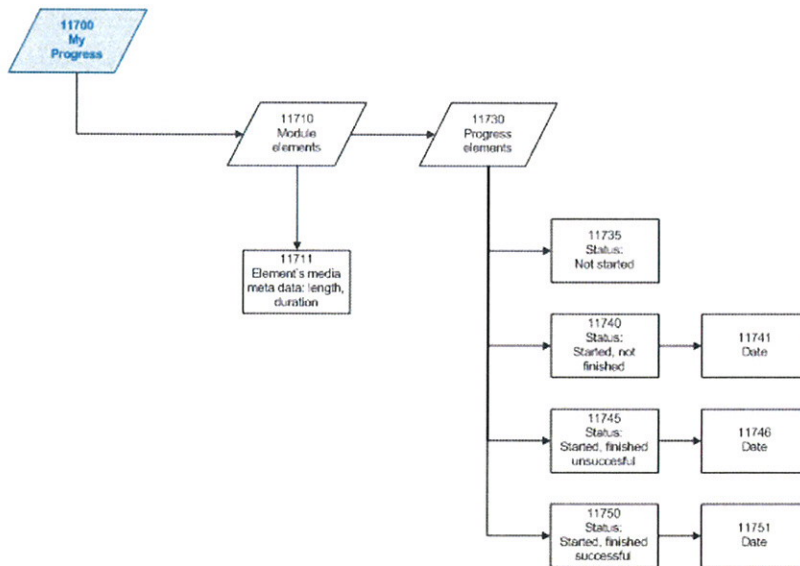 11700
My
Progress
11710
Module
elements
11730
Progress
elements
11711
Element's media
meta data: length,
duration
11735
Status:
Not started
11740
Status:
Started, not
finished
11741
Date
11745
Status:
Started, finished
unsuccesful
11746
Date
11750
Status:
Started, finished
successful
11751
Date